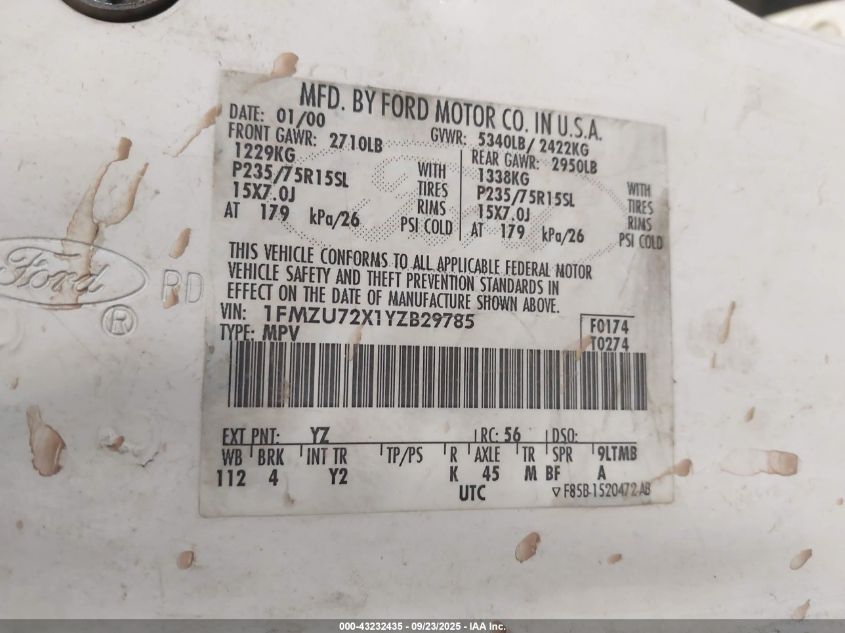 MFD. BY FORD MOTOR CO. IN U.S.A.
DATE: 01/00 GVWR: 5340LB/ 2422KG
FRONT GAWR: 2710LB REAR GAWR: 2950LB
1229KG WITH 1338KG WITH
P235/75R15SL TIRES P235/75R15SL TIRES
15X7.0J RIMS 15X7.0J RIMS
AT 179 kPa/26 PSI COLD AT 179 kPa/26 PSI COLD
THIS VEHICLE CONFORMS TO ALL APPLICABLE FEDERAL MOTOR
VEHICLE SAFETY AND THEFT PREVENTION STANDARDS IN
EFFECT ON THE DATE OF MANUFACTURE SHOWN ABOVE.
VIN: 1FMZU72X1YZB29785 F0174
TYPE: MPV T0274
EXT PNT: YZ RC: 56 DSO:
WB BRK INT TR TP/PS R AXLE TR SPR 9LTMB
112 4 Y2 K 45 M BF A
UTC ▽ F85B-1520472-AB
Ford RD
®
000-43232435 - 09/23/2025 - IAA Inc.